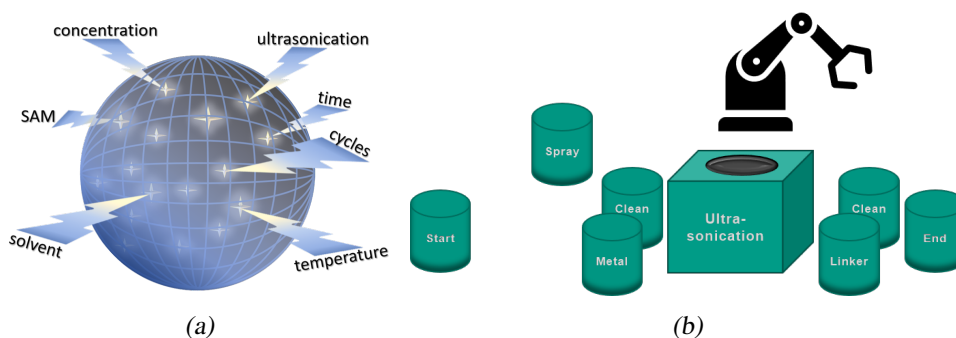 concentration
ultrasonication
SAM
time
cycles
solvent
temperature
Start
Spray
Clean
Metal
Ultra-
sonication
Clean
Linker
End
(a)
(b)